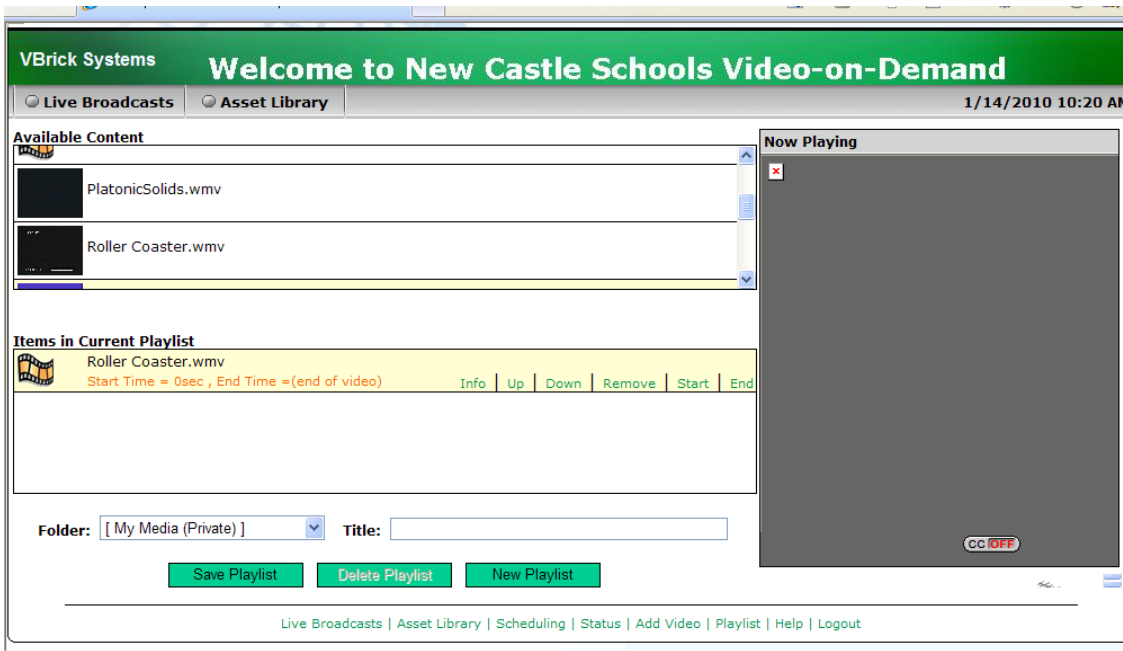 VBrick Systems
Welcome to New Castle Schools Video-on-Demand
Live Broadcasts
Asset Library
1/14/2010 10:20 AM
Available Content
PlatonicSolids.wmv
Roller Coaster.wmv
Now Playing
Items in Current Playlist
Roller Coaster.wmv
Start Time = 0sec , End Time =(end of video)
Info | Up | Down | Remove | Start | End
Folder: [ My Media (Private) ]
Title:
CC OFF
Save Playlist
Delete Playlist
New Playlist
Live Broadcasts | Asset Library | Scheduling | Status | Add Video | Playlist | Help | Logout